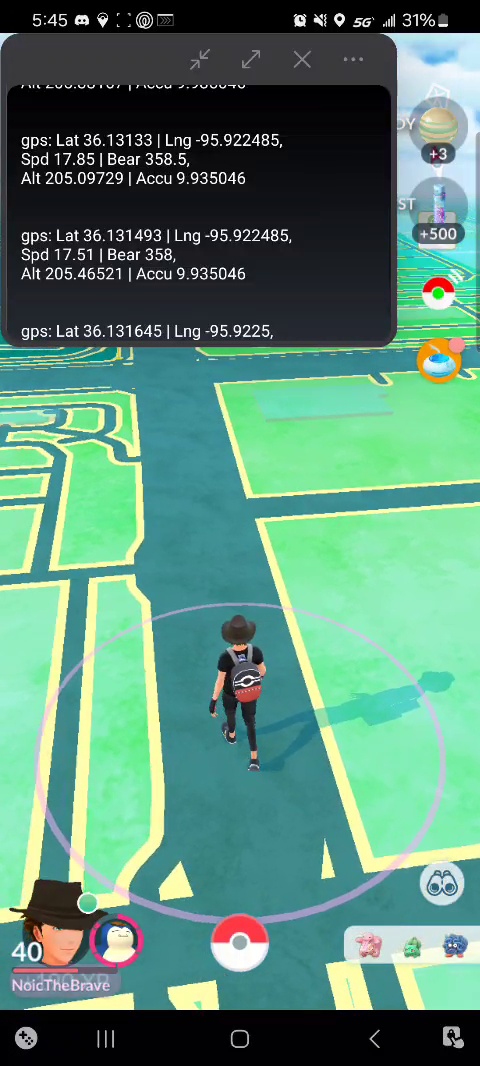 5:45 5G 31%
gps: Lat 36.13133 | Lng -95.922485,
Spd 17.85 | Bear 358.5,
Alt 205.09729 | Accu 9.935046
gps: Lat 36.131493 | Lng -95.922485,
Spd 17.51 | Bear 358,
Alt 205.46521 | Accu 9.935046
gps: Lat 36.131645 | Lng -95.9225,
DY
+3
ST
+500
40
NoicTheBrave